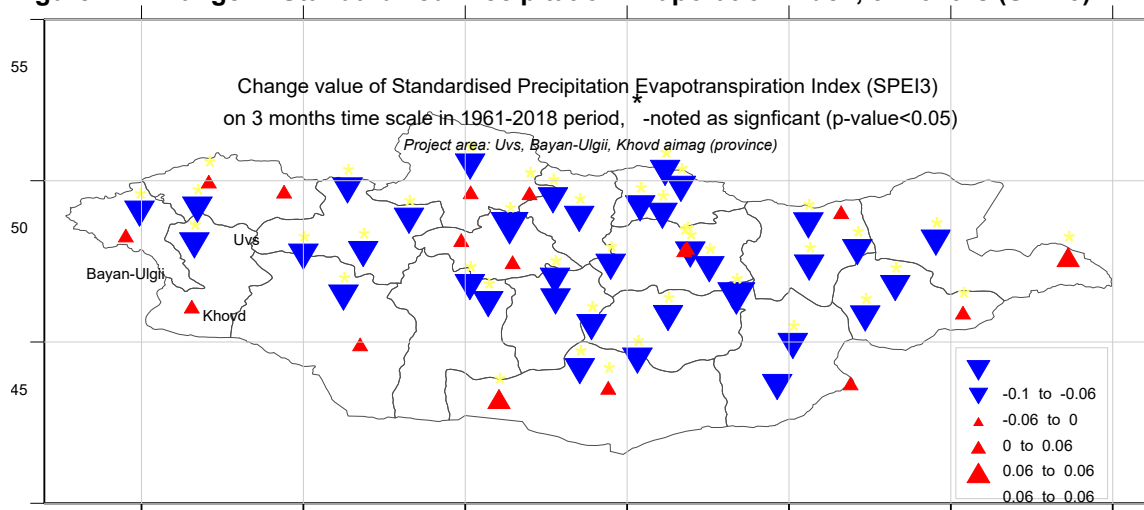 55
Change value of Standardised Precipitation Evapotranspiration Index (SPEI3)
on 3 months time scale in 1961-2018 period, * -noted as signficant (p-value<0.05)
Project area: Uvs, Bayan-Ulgii, Khovd aimag (province)
50
Uvs
Bayan-Ulgii
Khovd
45
-0.1 to -0.06
-0.06 to 0
0 to 0.06
0.06 to 0.06
0.06 to 0.06